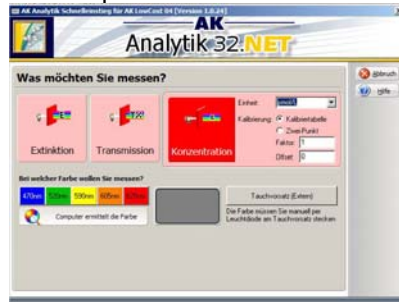 AK Analytik Schnelleinstieg für AK LowCost 04 [Version 1.0.24]
AK
Analytik 32.NET
Was möchten Sie messen?
Extinktion
Transmission
Konzentration
Einheit:
Kalibrierung:
Kalibriertabelle
Zwei-Punkt
Faktor: 1
Offset: 0
Abbruch
Hilfe
Bei welcher Farbe wollen Sie messen?
470nm
590nm
605nm
Computer ermittelt die Farbe
Tauchvorsatz (Extern)
Die Farbe müssen Sie manuell per
Leuchtdiode am Tauchvorsatz stecken